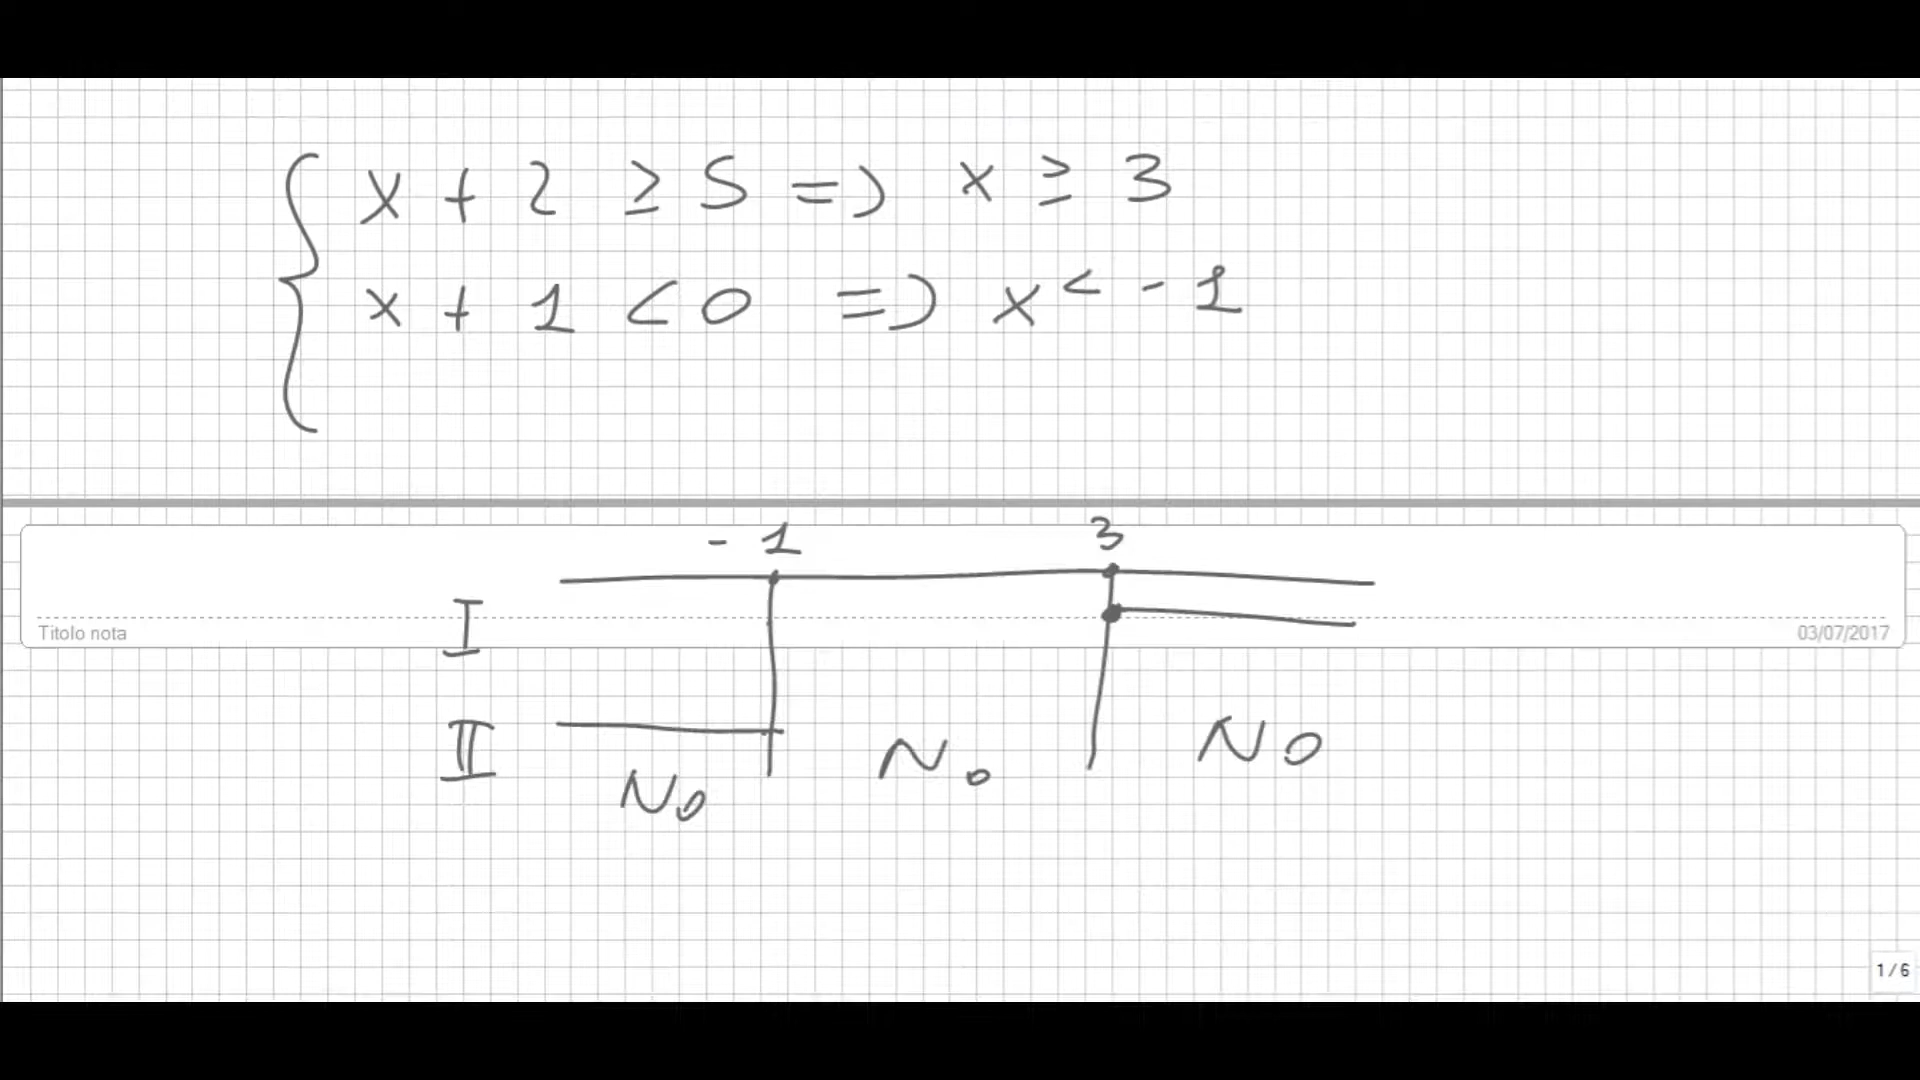 x + 2 ≥ 5 => x ≥ 3
x + 1 < 0 => x < - 1
- 1 3
I
Titolo nota 03/07/2017
II
No No No
1 / 6